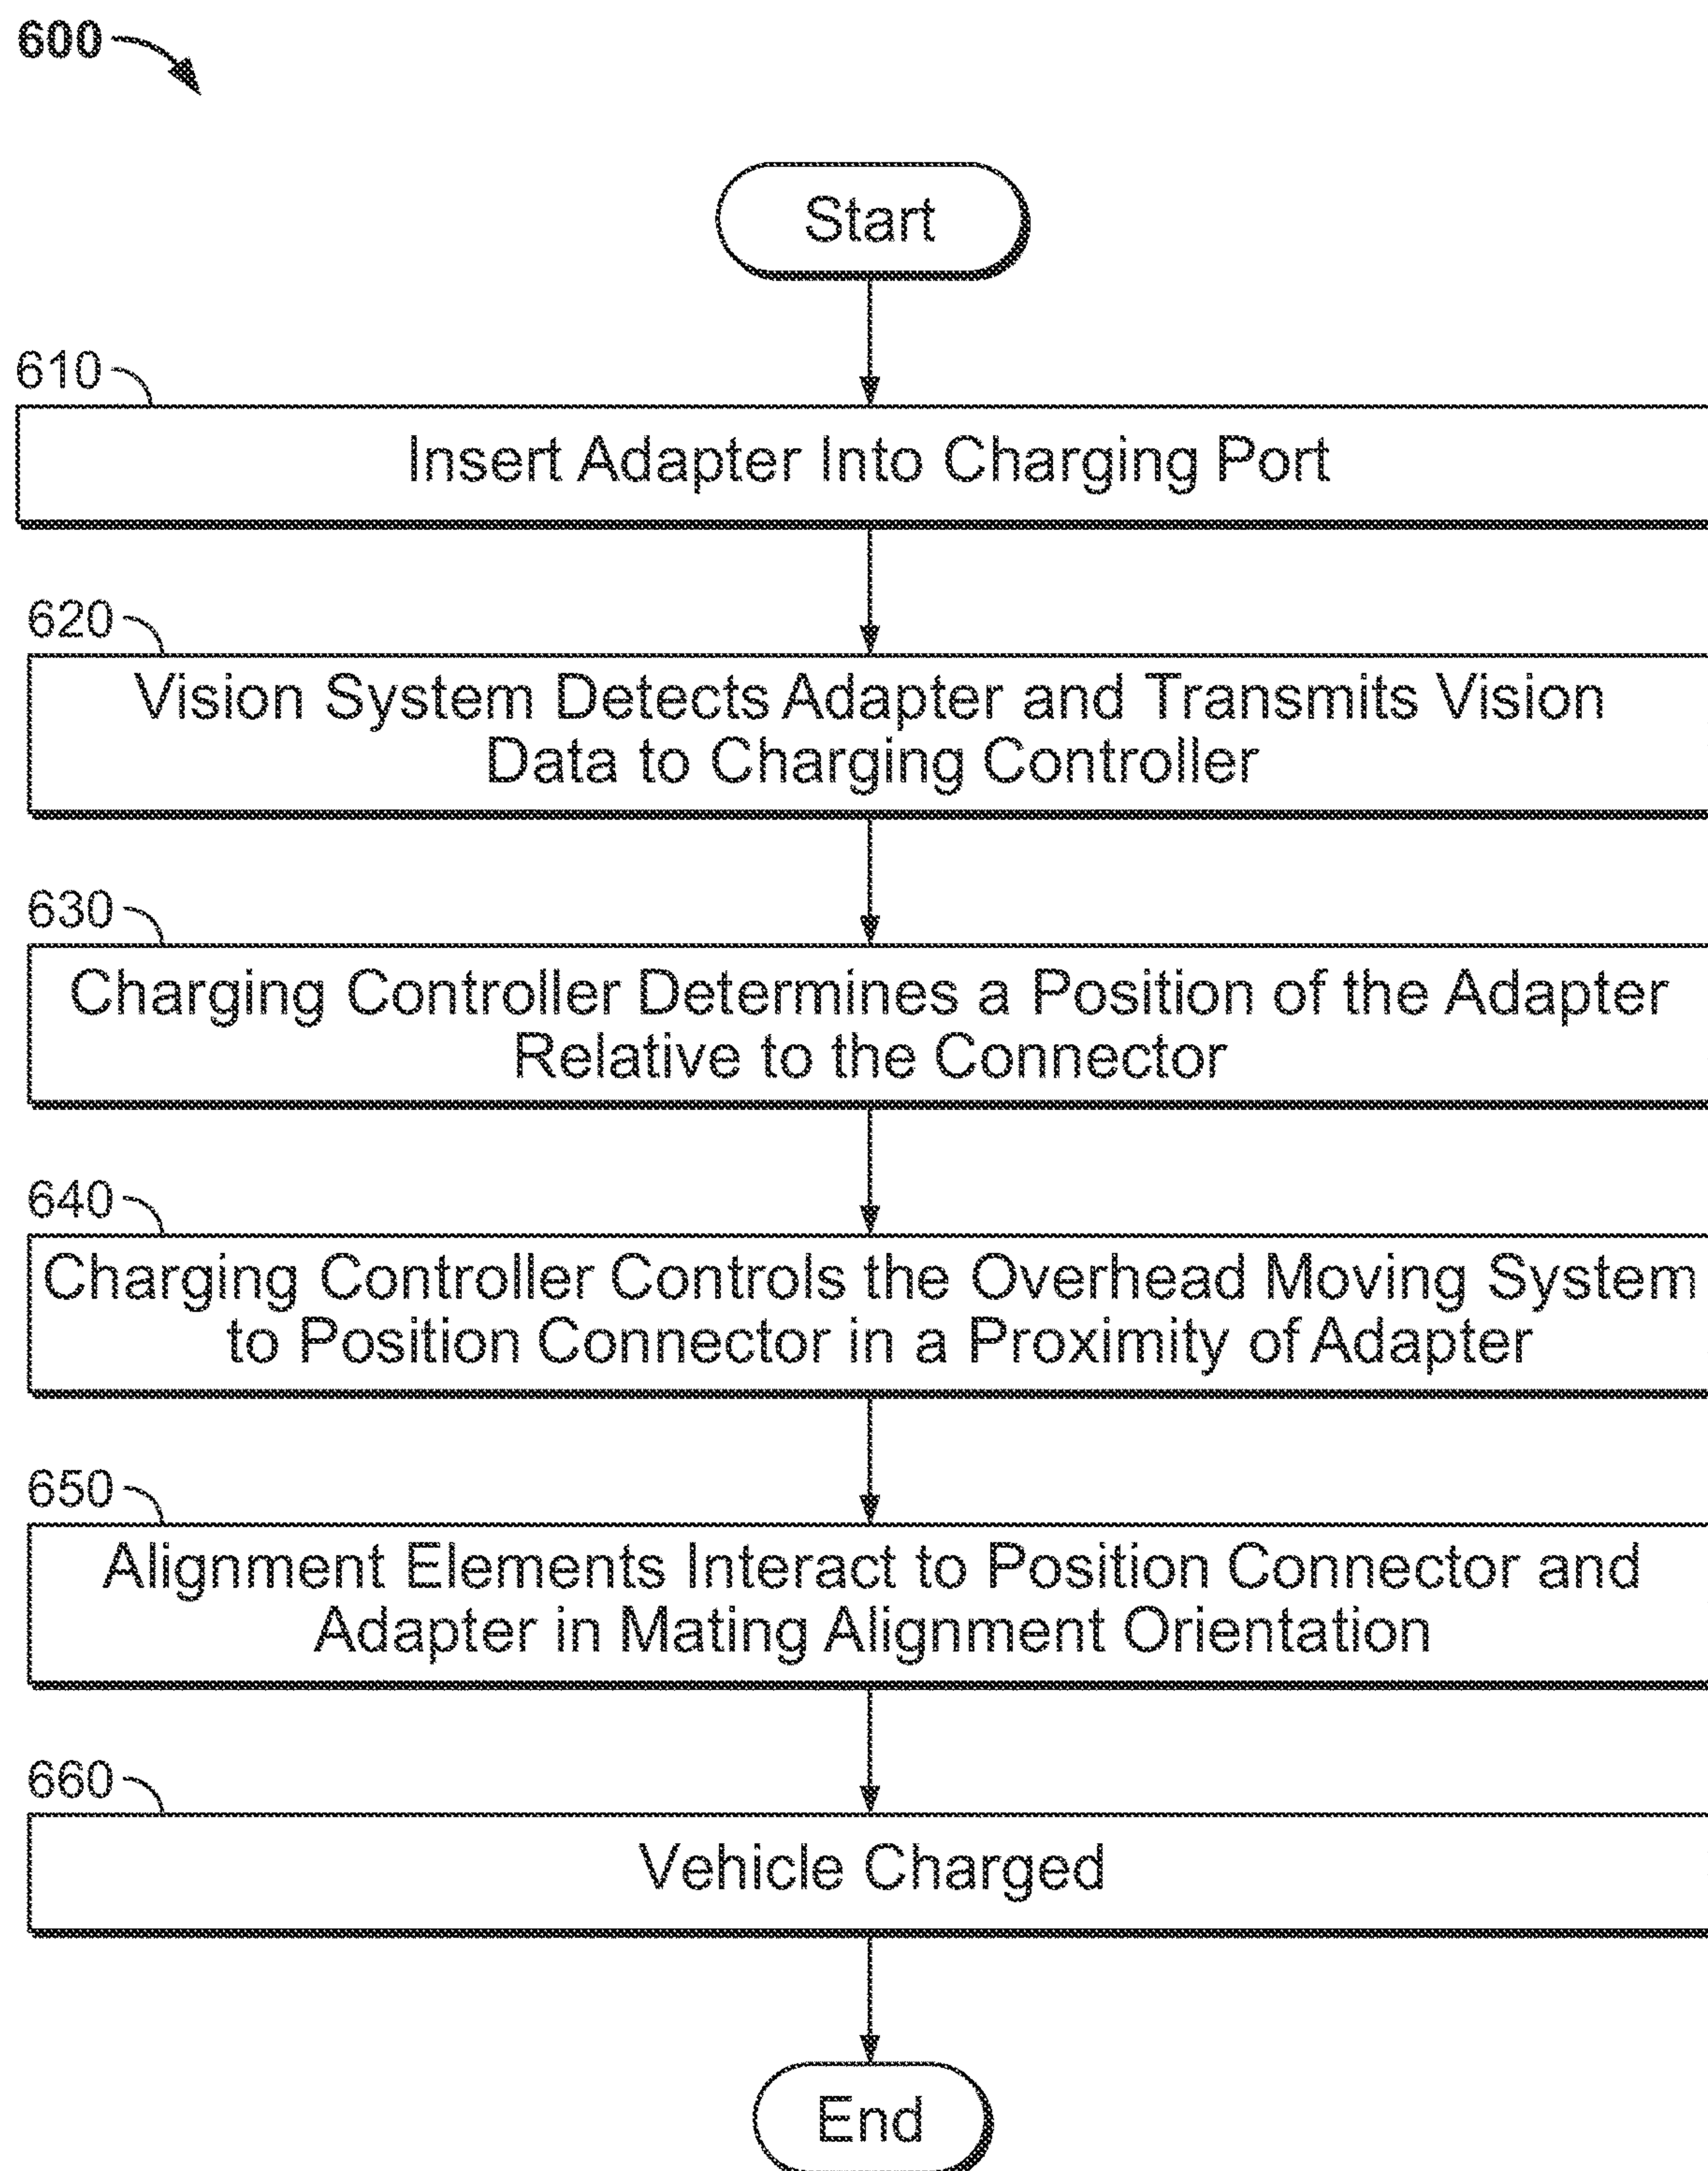 600
Start
610
Insert Adapter Into Charging Port
620
Vision System Detects Adapter and Transmits Vision
Data to Charging Controller
630
Charging Controller Determines a Position of the Adapter
Relative to the Connector
640
Charging Controller Controls the Overhead Moving System
to Position Connector in a Proximity of Adapter
650
Alignment Elements Interact to Position Connector and
Adapter in Mating Alignment Orientation
660
Vehicle Charged
End